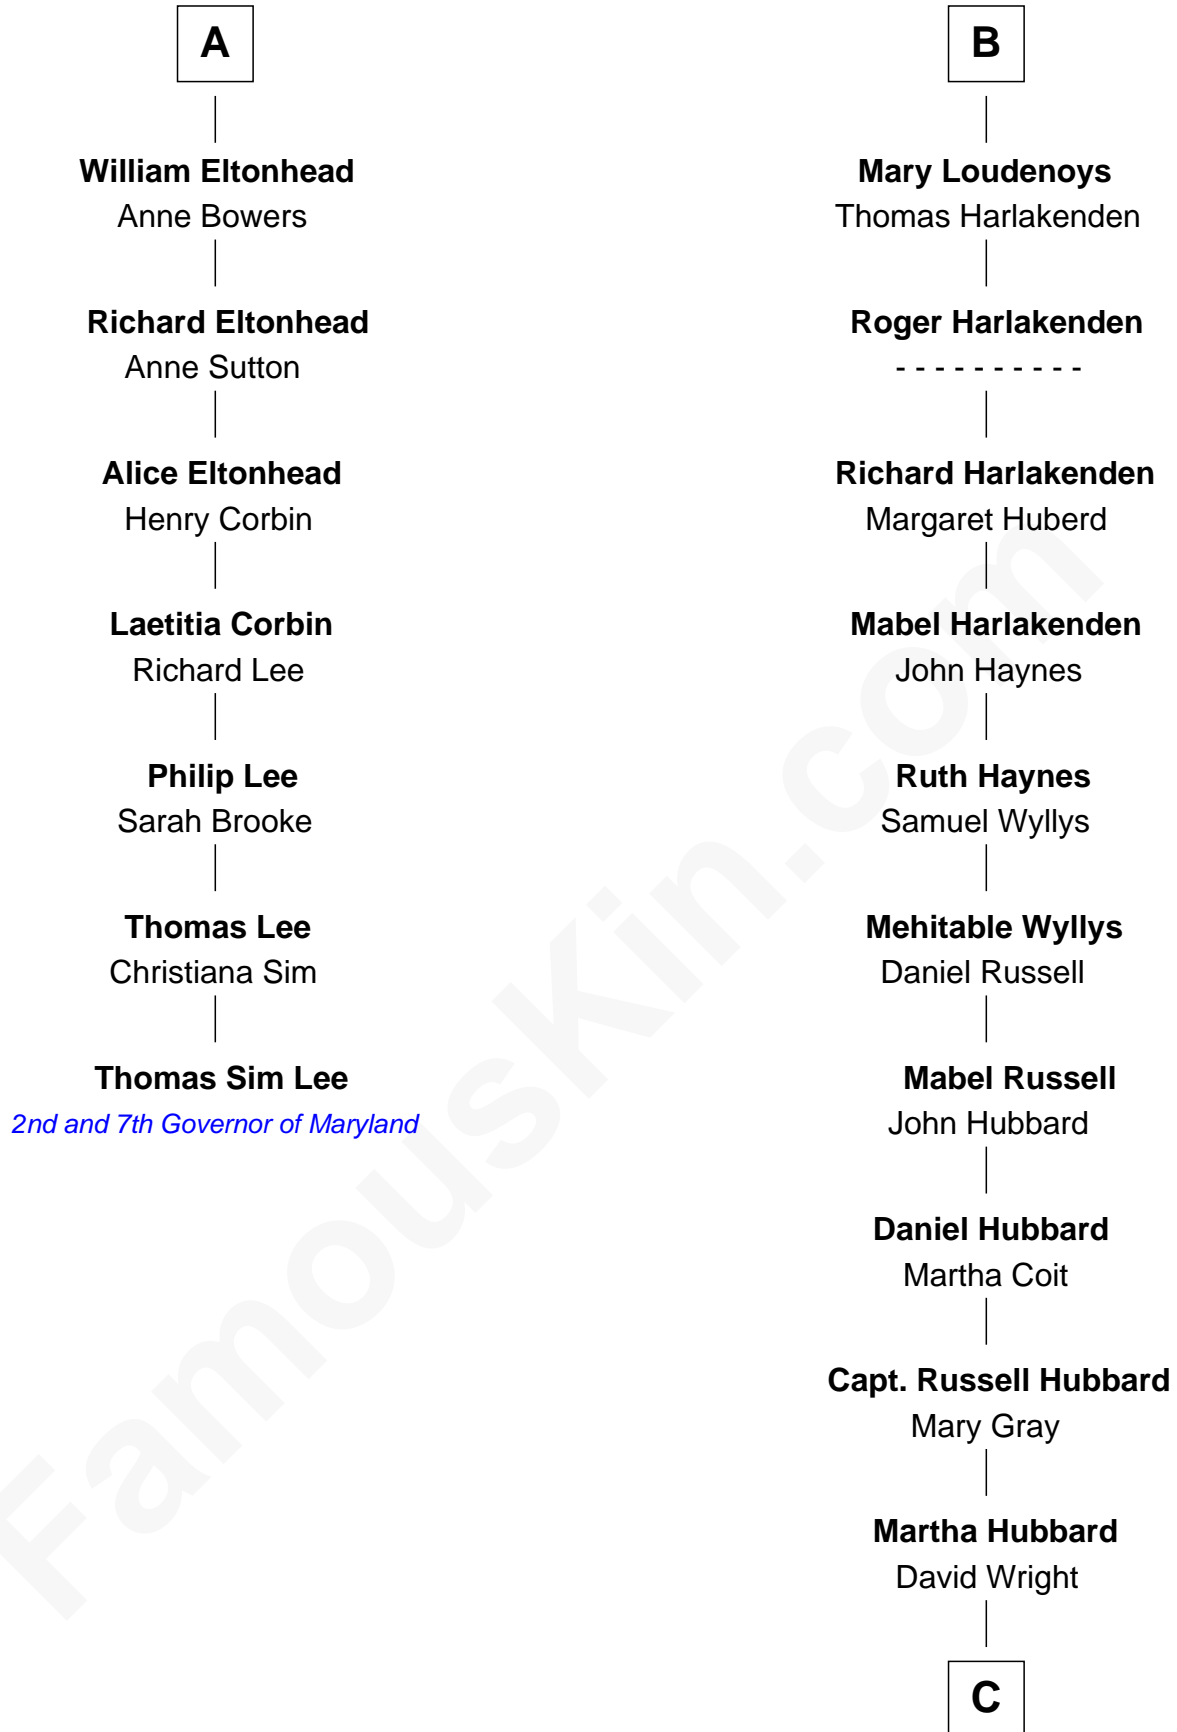 A
William Eltonhead
Anne Bowers
Richard Eltonhead
Anne Sutton
Alice Eltonhead
Henry Corbin
Laetitia Corbin
Richard Lee
Philip Lee
Sarah Brooke
Thomas Lee
Christiana Sim
Thomas Sim Lee
2nd and 7th Governor of Maryland
B
Mary Loudenoys
Thomas Harlakenden
Roger Harlakenden
- - - - - - - - - -
Richard Harlakenden
Margaret Huberd
Mabel Harlakenden
John Haynes
Ruth Haynes
Samuel Wyllys
Mehitable Wyllys
Daniel Russell
Mabel Russell
John Hubbard
Daniel Hubbard
Martha Coit
Capt. Russell Hubbard
Mary Gray
Martha Hubbard
David Wright
C
FamousKin.com